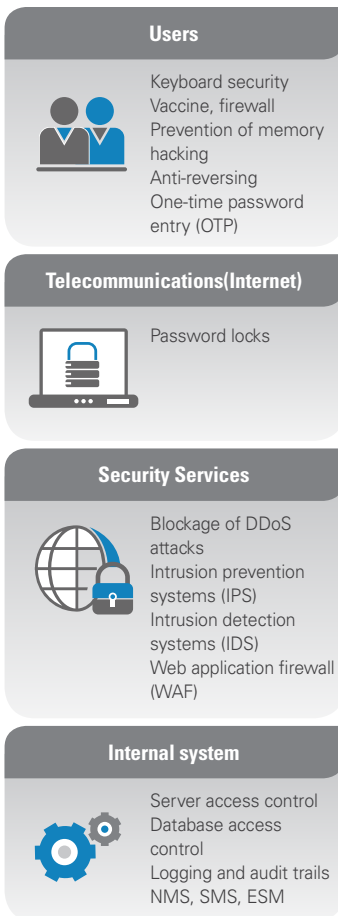 Users
Keyboard security
Vaccine, firewall
Prevention of memory
hacking
Anti-reversing
One-time password
entry (OTP)
Telecommunications(Internet)
Password locks
Security Services
Blockage of DDoS
attacks
Intrusion prevention
systems (IPS)
Intrusion detection
systems (IDS)
Web application firewall
(WAF)
Internal system
Server access control
Database access
control
Logging and audit trails
NMS, SMS, ESM